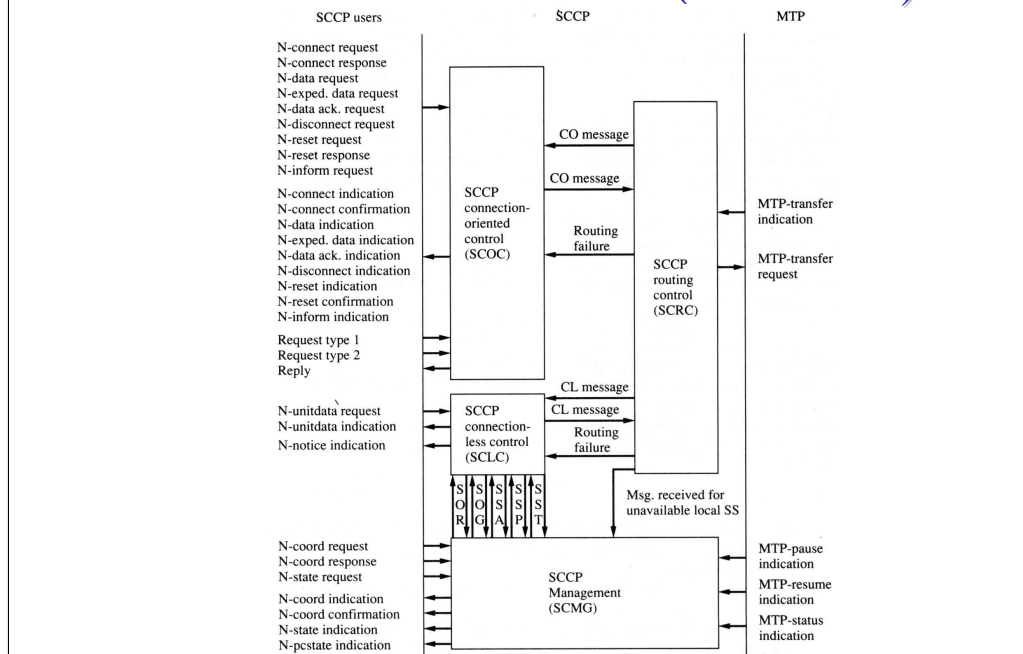 SCCP users
SCCP
MTP
N-connect request
N-connect response
N-data request
N-exped. data request
N-data ack. request
N-disconnect request
N-reset request
N-reset response
N-inform request
N-connect indication
N-connect confirmation
N-data indication
N-exped. data indication
N-data ack. indication
N-disconnect indication
N-reset indication
N-reset confirmation
N-inform indication
Request type 1
Request type 2
Reply
SCCP
connection-
oriented
control
(SCOC)
CO message
CO message
Routing
failure
SCCP
routing
control
(SCRC)
MTP-transfer
indication
MTP-transfer
request
N-unitdata request
N-unitdata indication
N-notice indication
SCCP
connection-
less control
(SCLC)
CL message
CL message
Routing
failure
SOR
SOG
SSA
SSP
SST
Msg. received for
unavailable local SS
N-coord request
N-coord response
N-state request
N-coord indication
N-coord confirmation
N-state indication
N-pcstate indication
SCCP
Management
(SCMG)
MTP-pause
indication
MTP-resume
indication
MTP-status
indication